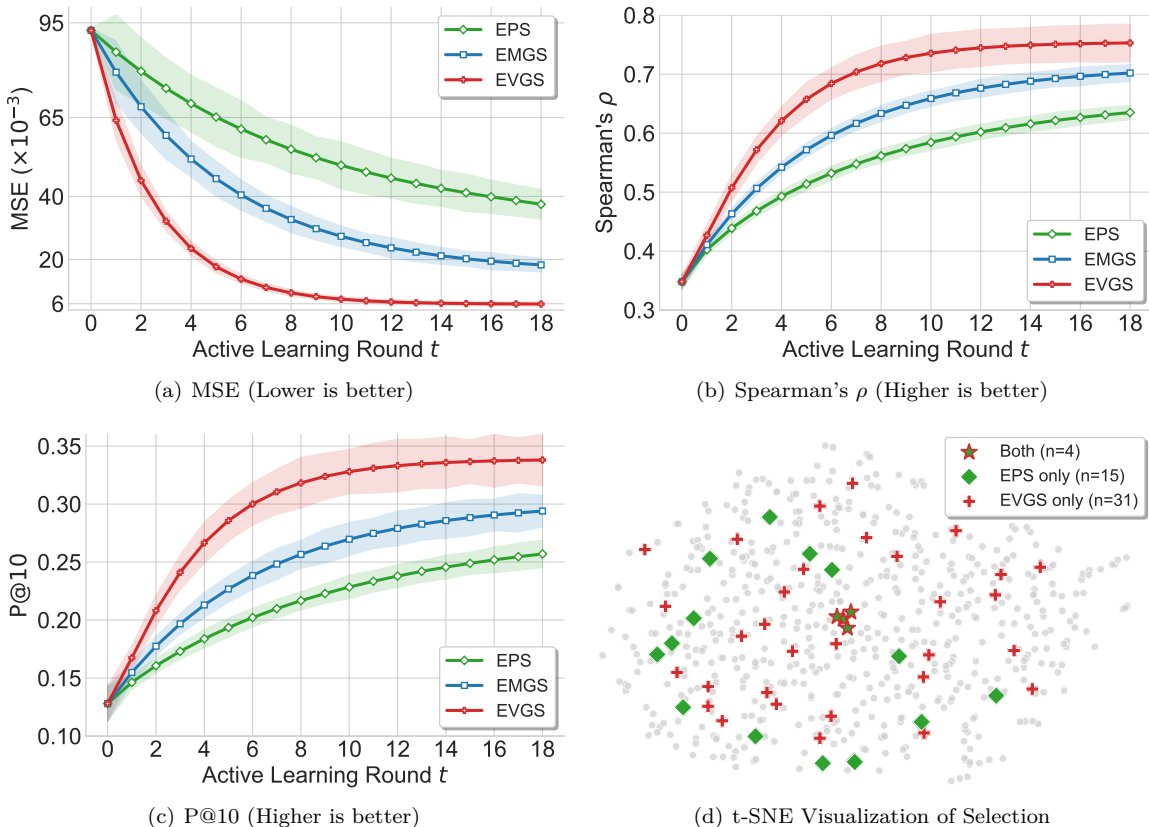 95
65
40
20
6
MSE (×10⁻³)
EPS
EMGS
EVGS
0 2 4 6 8 10 12 14 16 18
Active Learning Round t
(a) MSE (Lower is better)
0.8
0.7
0.6
0.5
0.4
0.3
Spearman's ρ
EPS
EMGS
EVGS
0 2 4 6 8 10 12 14 16 18
Active Learning Round t
(b) Spearman's ρ (Higher is better)
0.35
0.30
0.25
0.20
0.15
0.10
P@10
EPS
EMGS
EVGS
0 2 4 6 8 10 12 14 16 18
Active Learning Round t
(c) P@10 (Higher is better)
Both (n=4)
EPS only (n=15)
EVGS only (n=31)
(d) t-SNE Visualization of Selection